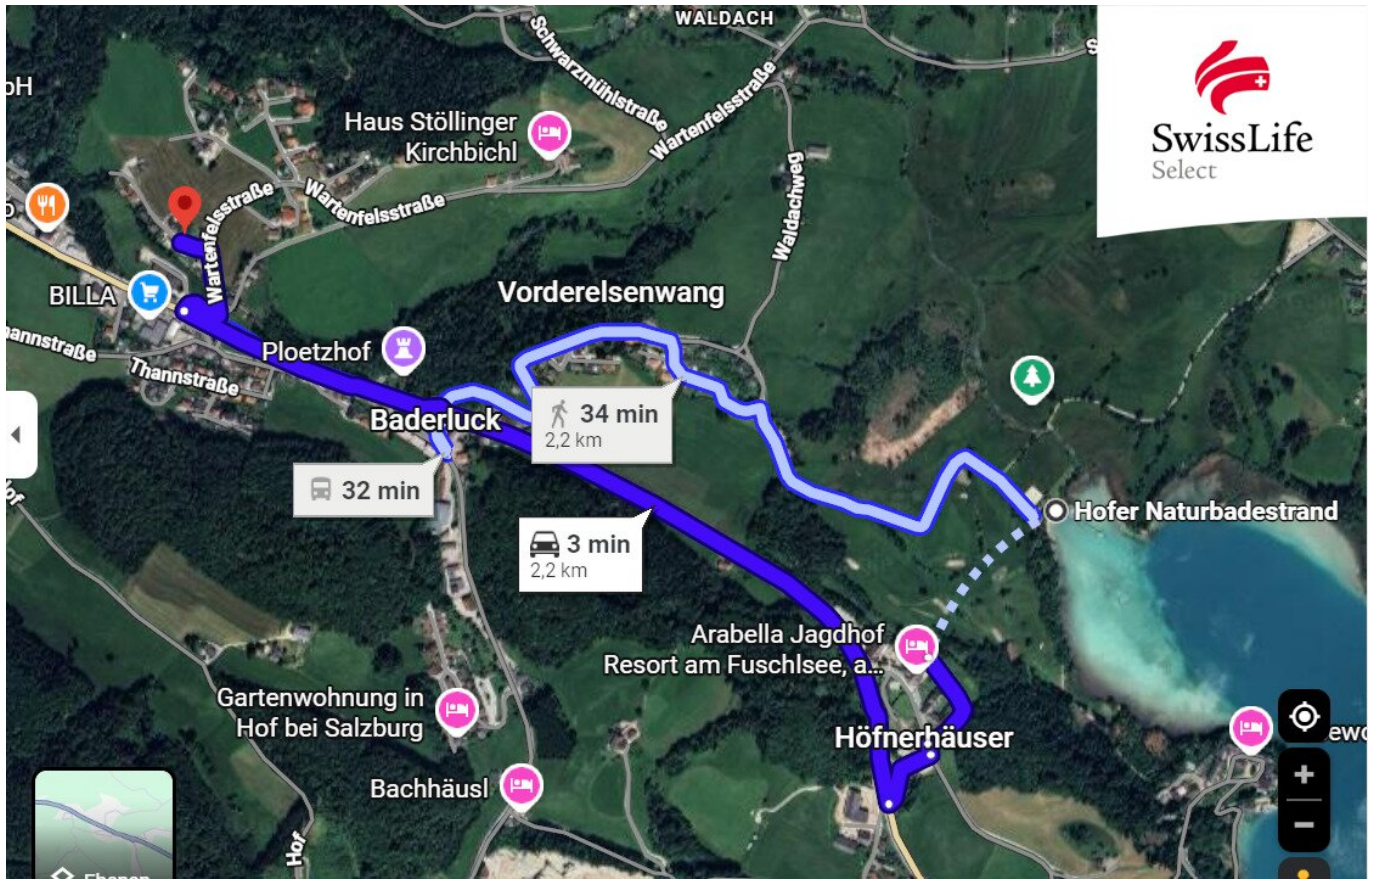 WALDACH
Schwarzmühlstraße
Wartenfelsstraße
Haus Stöllinger
Kirchbichl
SwissLife
Select
Waldachweg
Wartenfelsstraße
Wartenfelsstraße
BILLA
Vorderelsenwang
Ploetzhof
Thannstraße
Baderluck
34 min
2,2 km
32 min
3 min
2,2 km
Hofer Naturbadestrand
Arabella Jagdhof
Resort am Fuschlsee, a...
Gartenwohnung in
Hof bei Salzburg
Höfnerhäuser
Bachhäusl
Hof
+
−